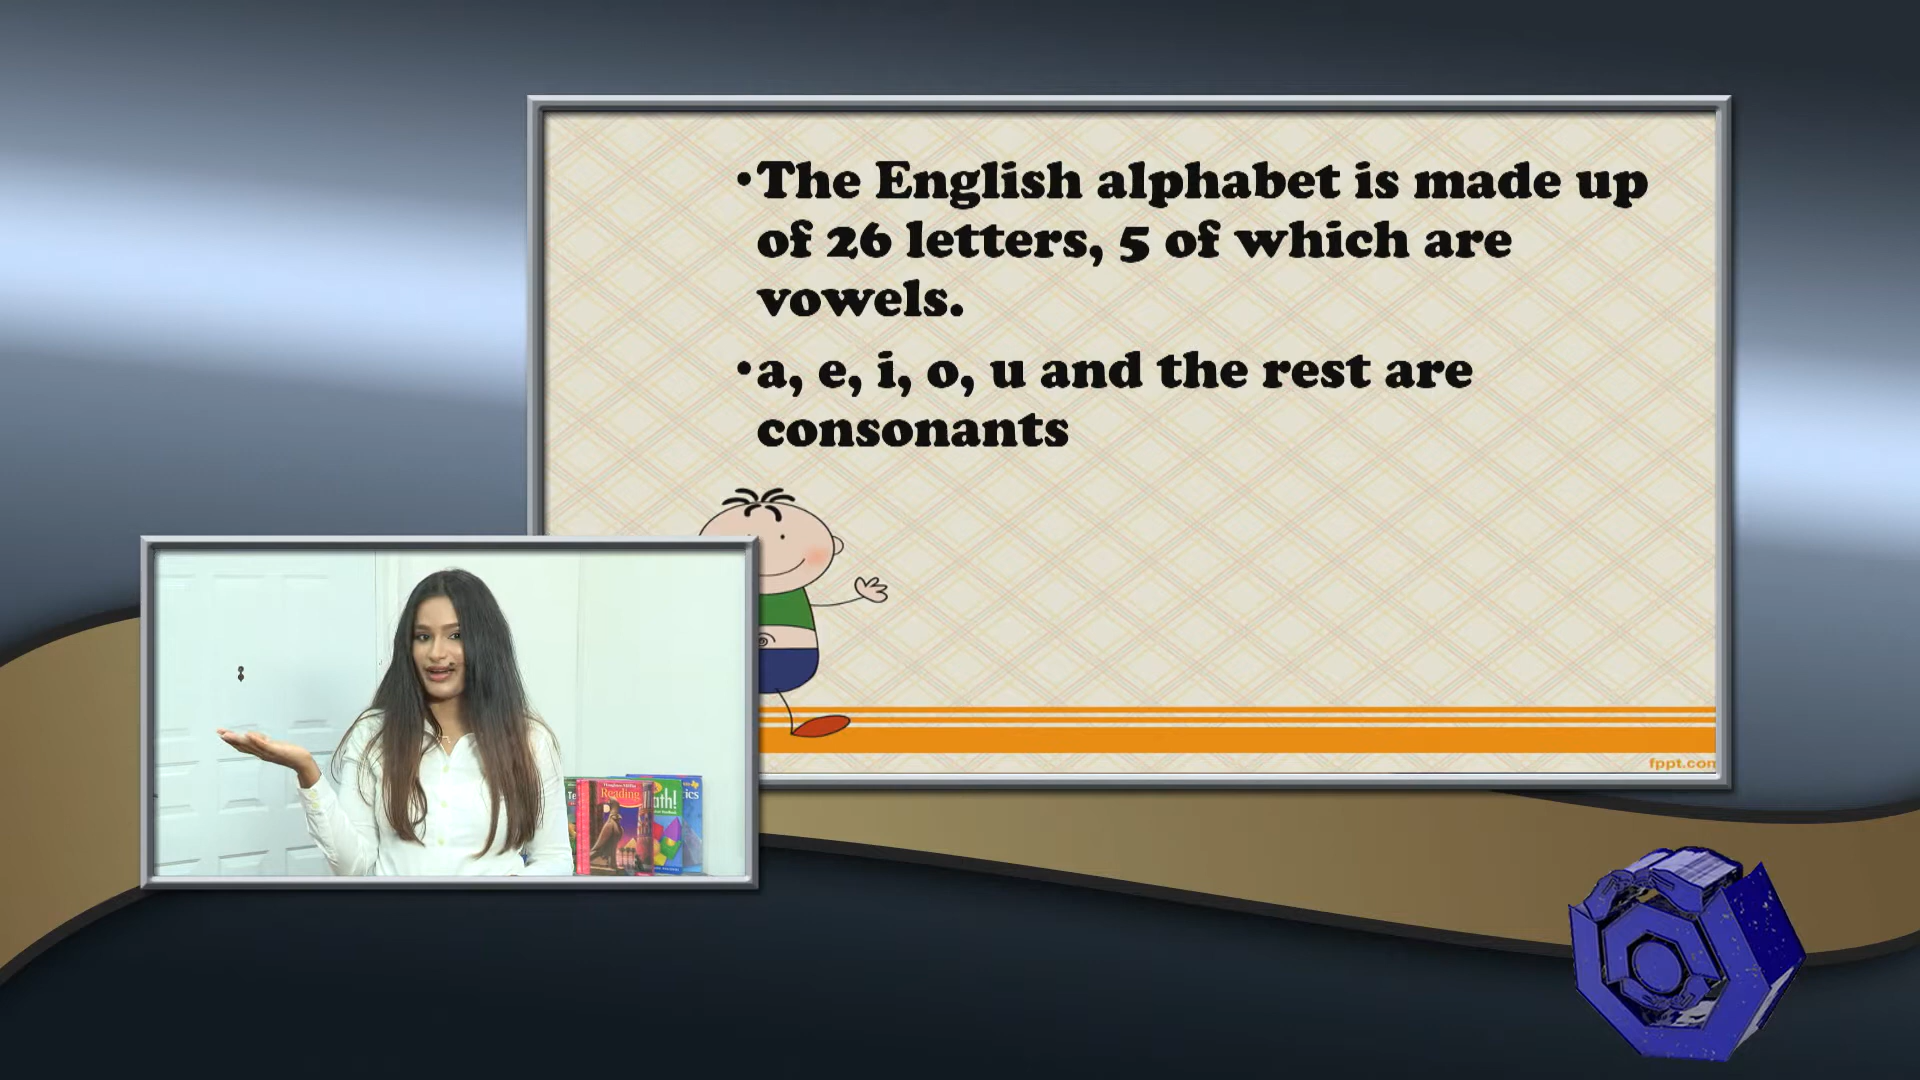 •The English alphabet is made up
of 26 letters, 5 of which are
vowels.
•a, e, i, o, u and the rest are
consonants
fppt.com
Reading
ath!
ics
Te